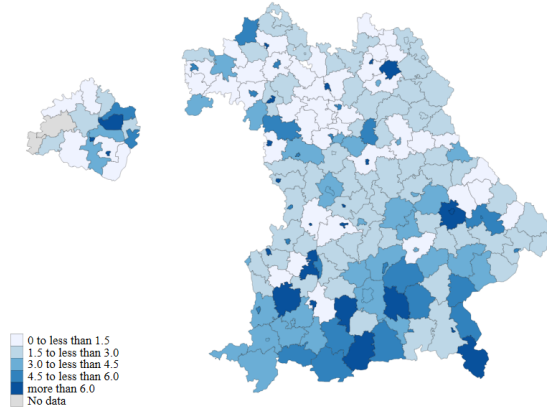 0 to less than 1.5
1.5 to less than 3.0
3.0 to less than 4.5
4.5 to less than 6.0
more than 6.0
No data